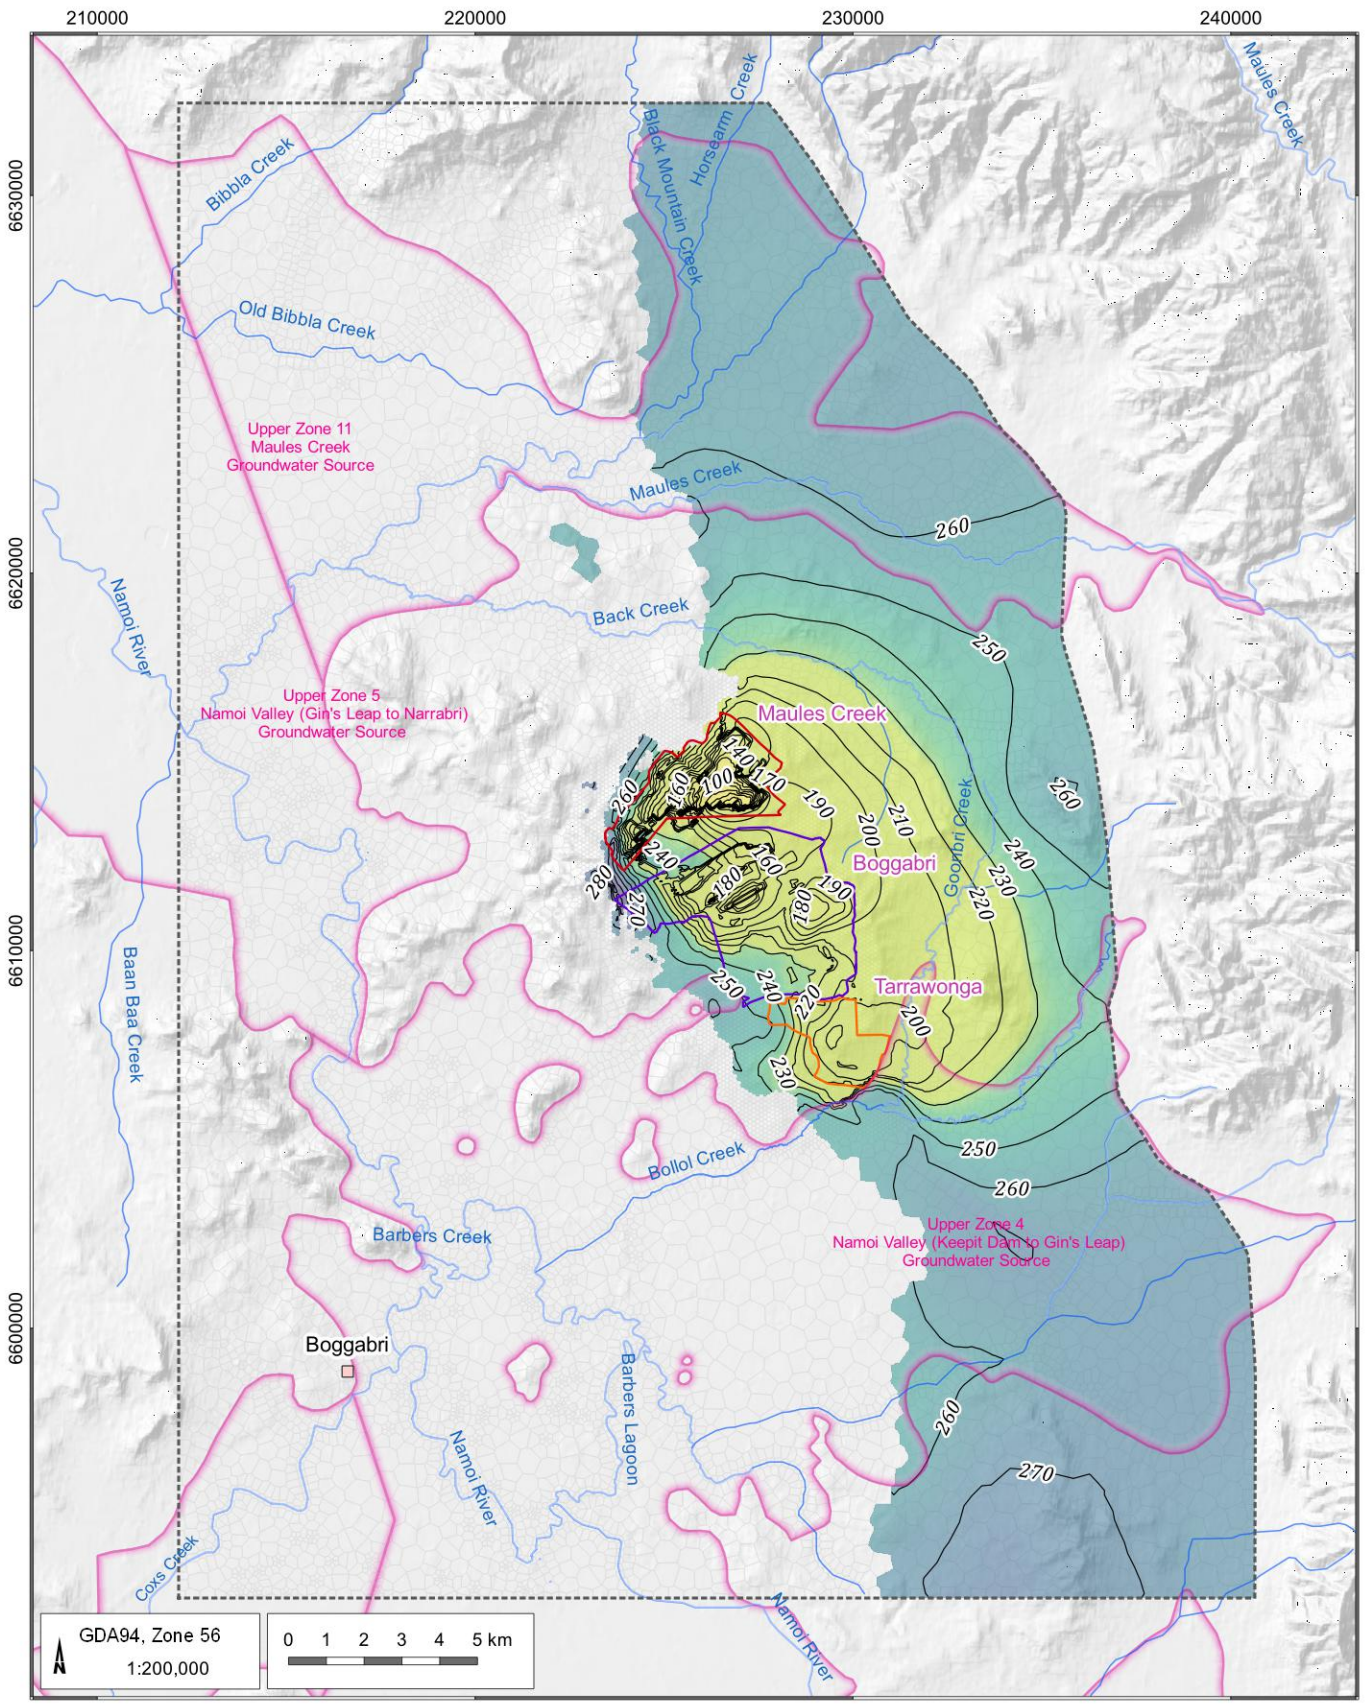 210000
220000
230000
240000
6630000
6620000
6610000
6600000
Maules Creek
Black Mountain Creek
Horsearm Creek
Bibbla Creek
Old Bibbla Creek
Upper Zone 11
Maules Creek
Groundwater Source
Maules Creek
260
Namoi River
Back Creek
250
Upper Zone 5
Namoi Valley (Gin's Leap to Narrabri)
Groundwater Source
Maules Creek
140
170
100
160
260
190
200
210
260
Goonbri Creek
240
240
160
Boggabri
280
180
190
230
270
180
220
Baan Baa Creek
250
240
220
Tarrawonga
200
230
250
Bollol Creek
260
Upper Zone 4
Namoi Valley (Keepit Dam to Gin's Leap)
Groundwater Source
Barbers Creek
Boggabri
Barbers Lagoon
260
270
Namoi River
Coxs Creek
Namoi River
N
GDA94, Zone 56
1:200,000
0 1 2 3 4 5 km